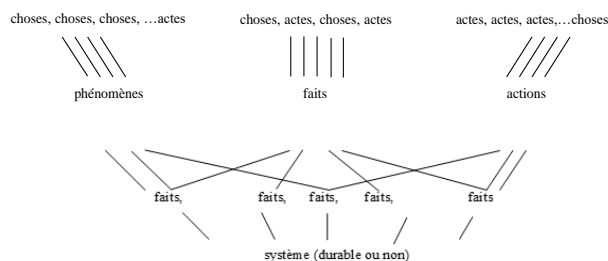 choses, choses, choses, …actes choses, actes, choses, actes actes, actes, actes,…choses
phénomènes faits actions
faits, faits, faits, faits, faits
système (durable ou non)